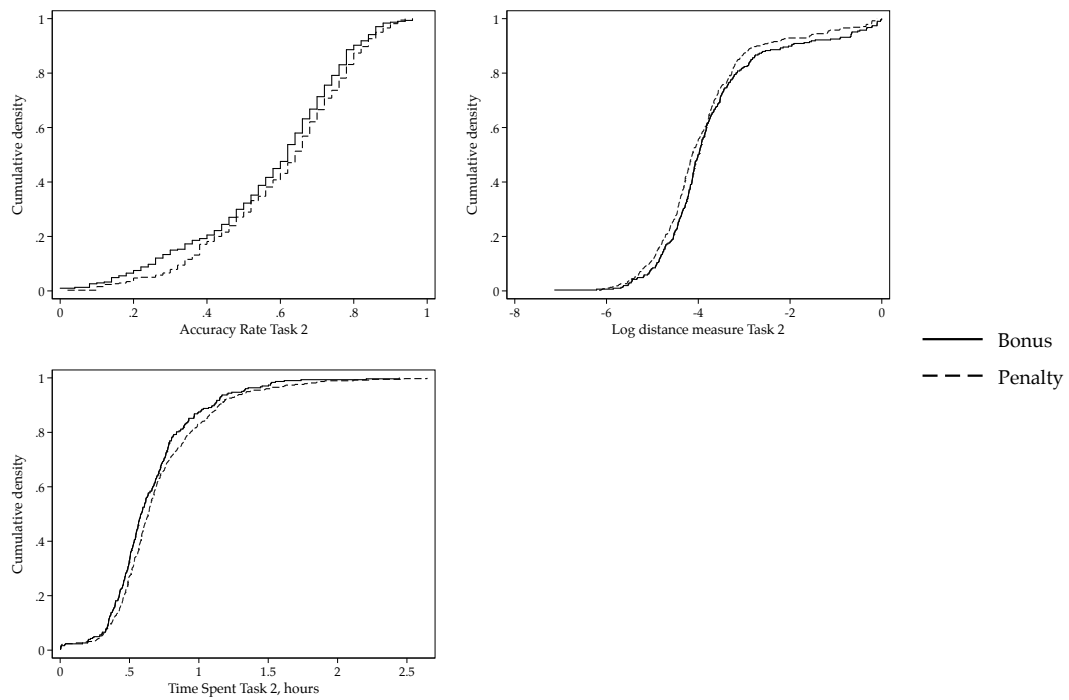 1
.8
.6
.4
.2
0
Cumulative density
0 .2 .4 .6 .8 1
Accuracy Rate Task 2
1
.8
.6
.4
.2
0
Cumulative density
-8 -6 -4 -2 0
Log distance measure Task 2
1
.8
.6
.4
.2
0
Cumulative density
0 .5 1 1.5 2 2.5
Time Spent Task 2, hours
Bonus
Penalty